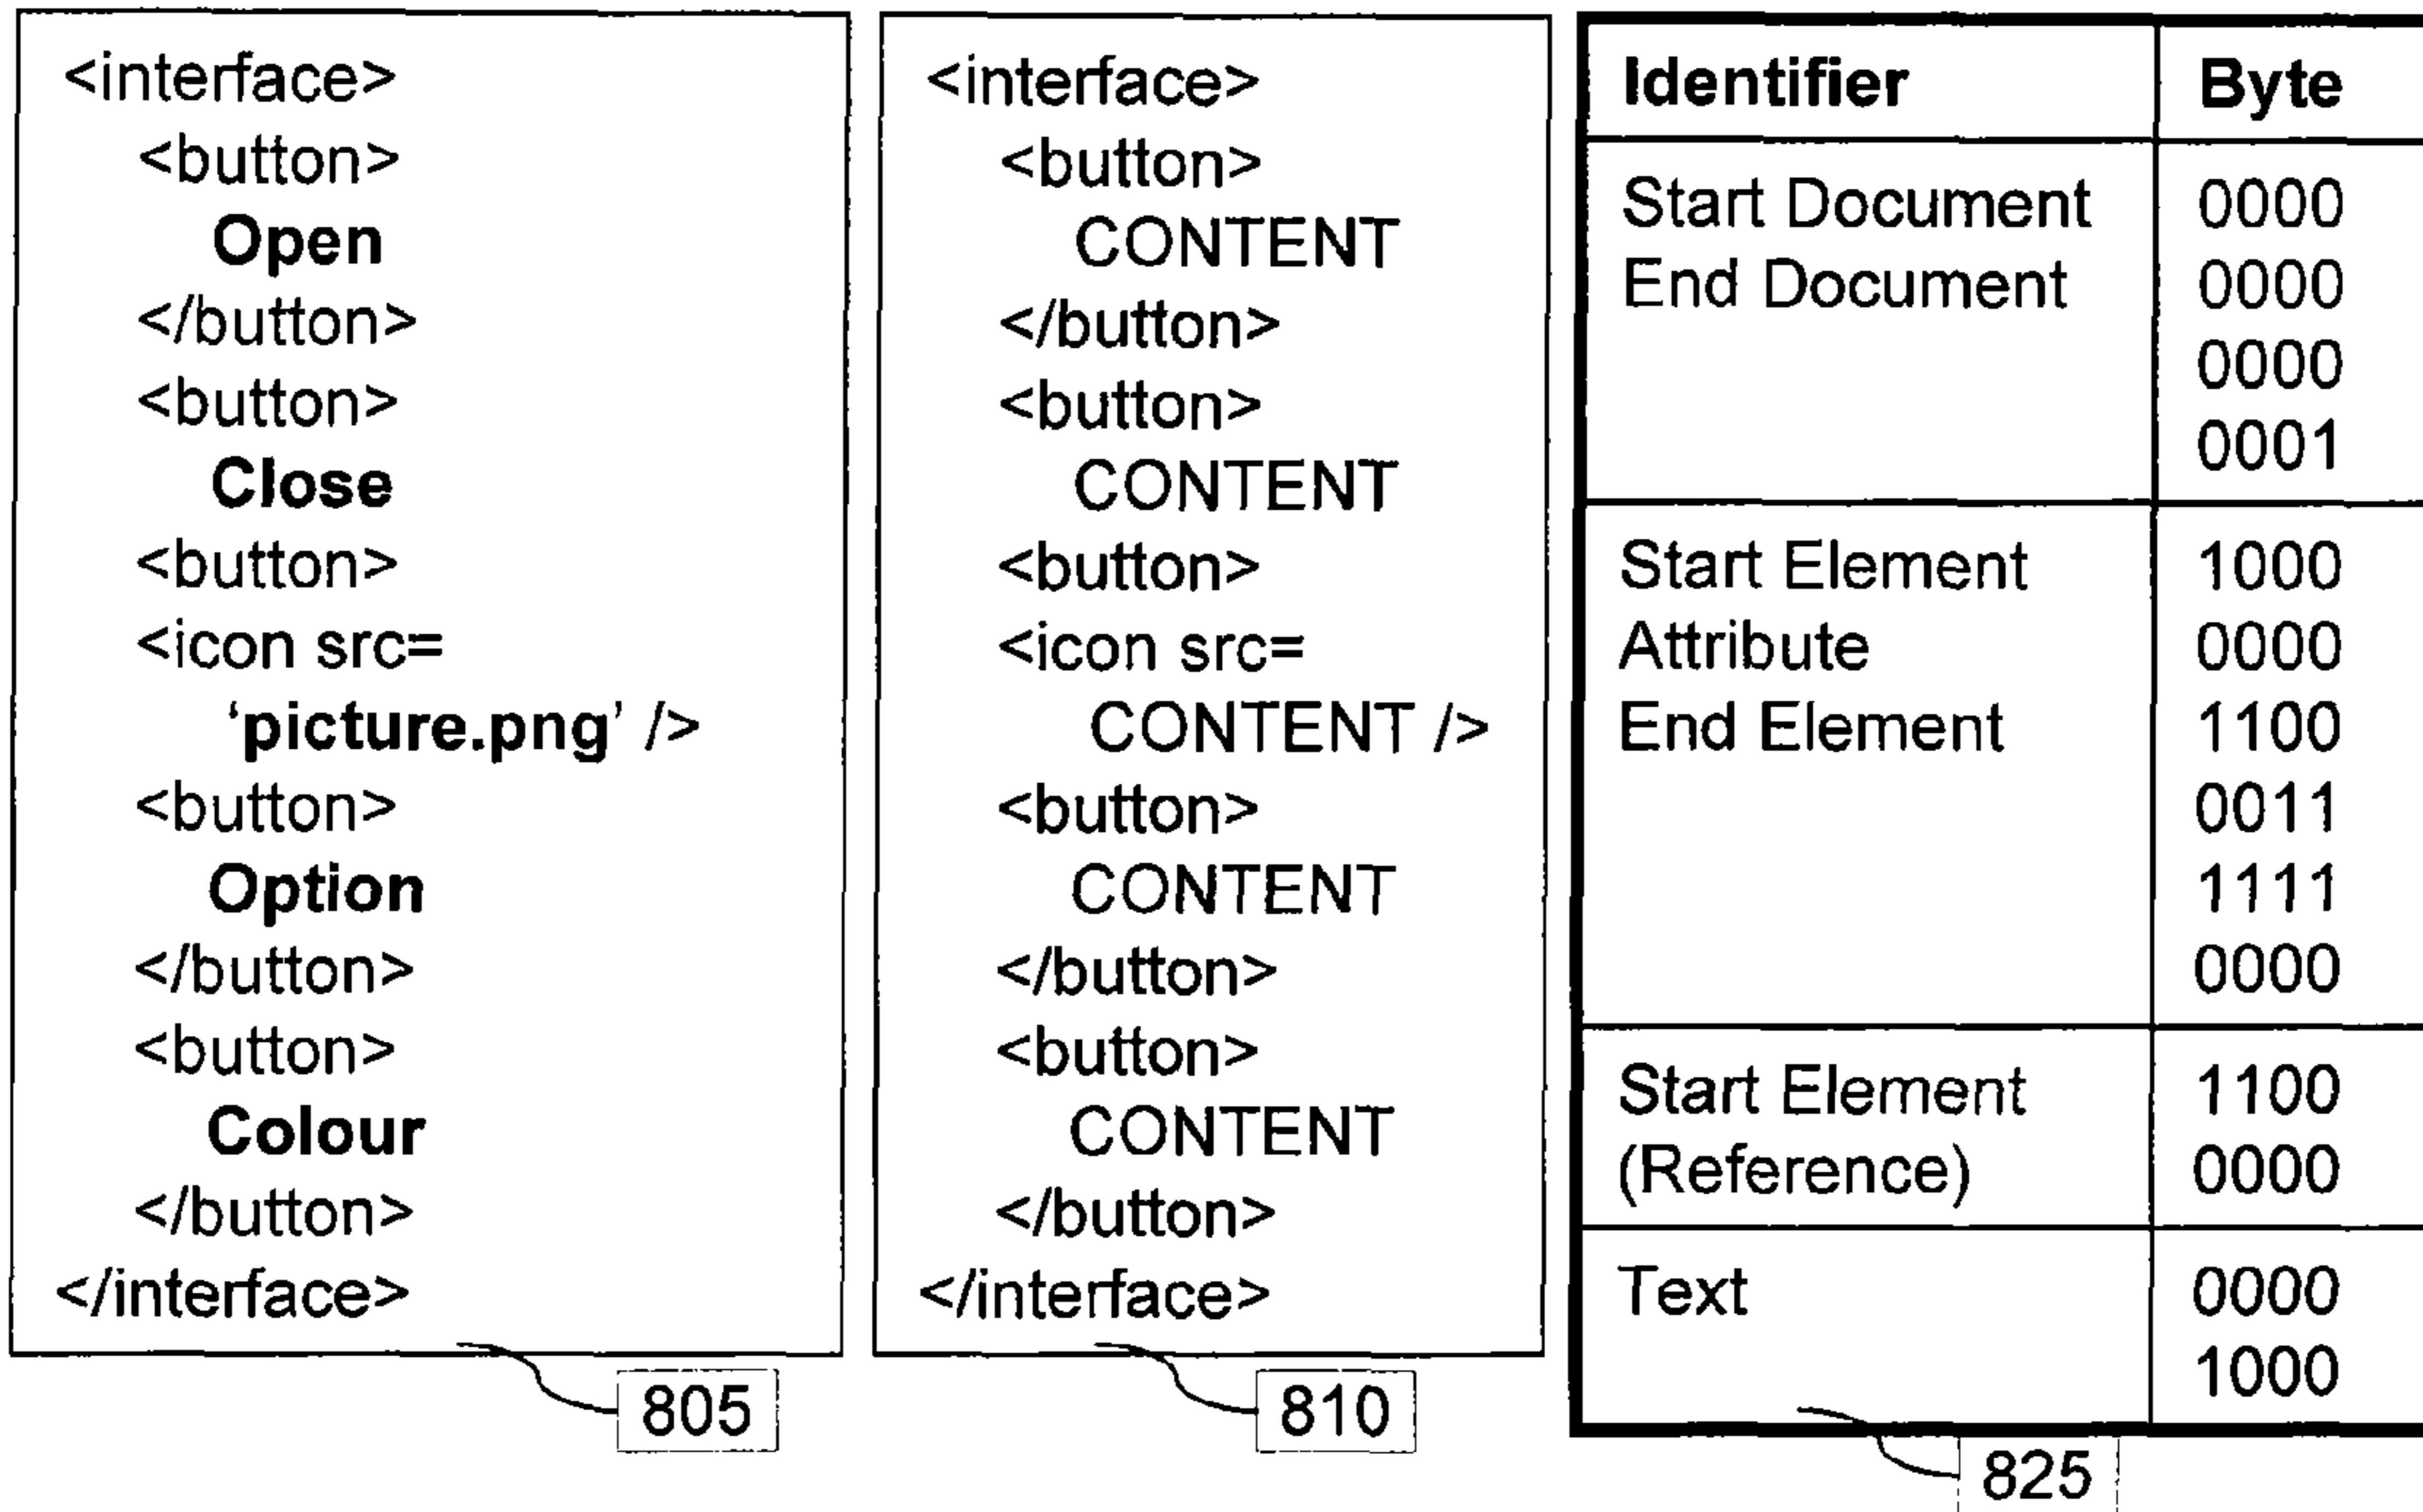 <interface>
<button>
Open
</button>
<button>
Close
<button>
<icon src=
‘picture.png’ />
<button>
Option
</button>
<button>
Colour
</button>
</interface>
805
<interface>
<button>
CONTENT
</button>
<button>
CONTENT
<button>
<icon src=
CONTENT />
<button>
CONTENT
</button>
<button>
CONTENT
</button>
</interface>
810
Identifier Byte
Start Document 0000
End Document 0000
0000
0001
Start Element 1000
Attribute 0000
End Element 1100
0011
1111
0000
Start Element 1100
(Reference) 0000
Text 0000
1000
825